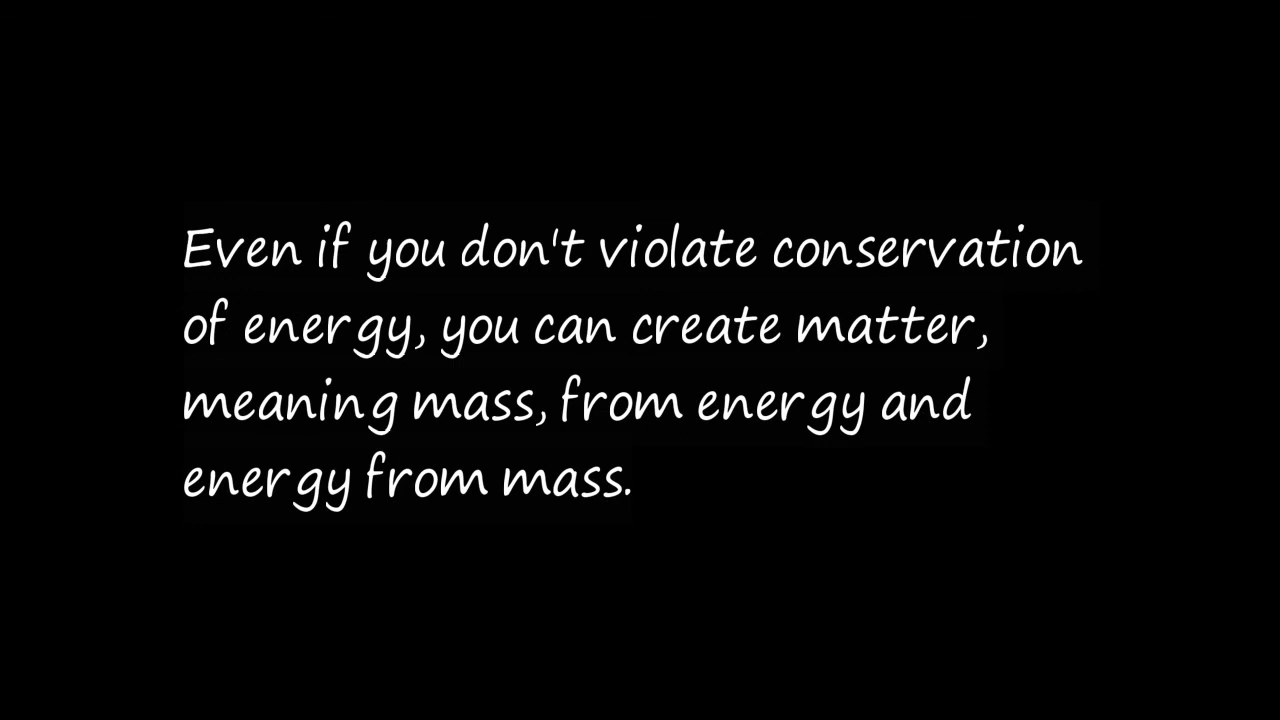 Even if you don't violate conservation
of energy, you can create matter,
meaning mass, from energy and
energy from mass.